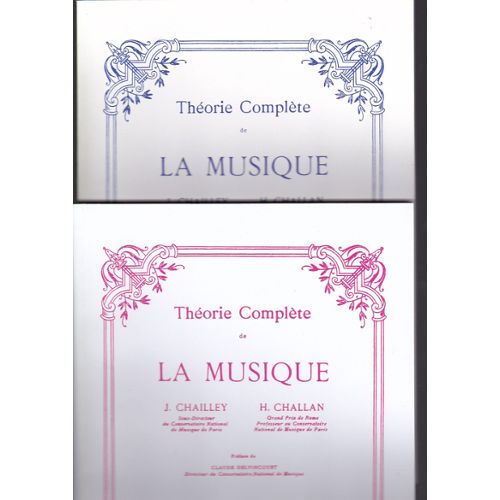 Théorie Complète
de
LA MUSIQUE
J. CHAILLEY H. CHALLAN
Théorie Complète
de
LA MUSIQUE
J. CHAILLEY H. CHALLAN
Sous-Directeur Grand Prix de Rome
du Conservatoire National Professeur au Conservatoire
de Musique de Paris National de Musique de Paris
Préface de
CLAUDE DELVINCOURT
Directeur du Conservatoire National de Musique